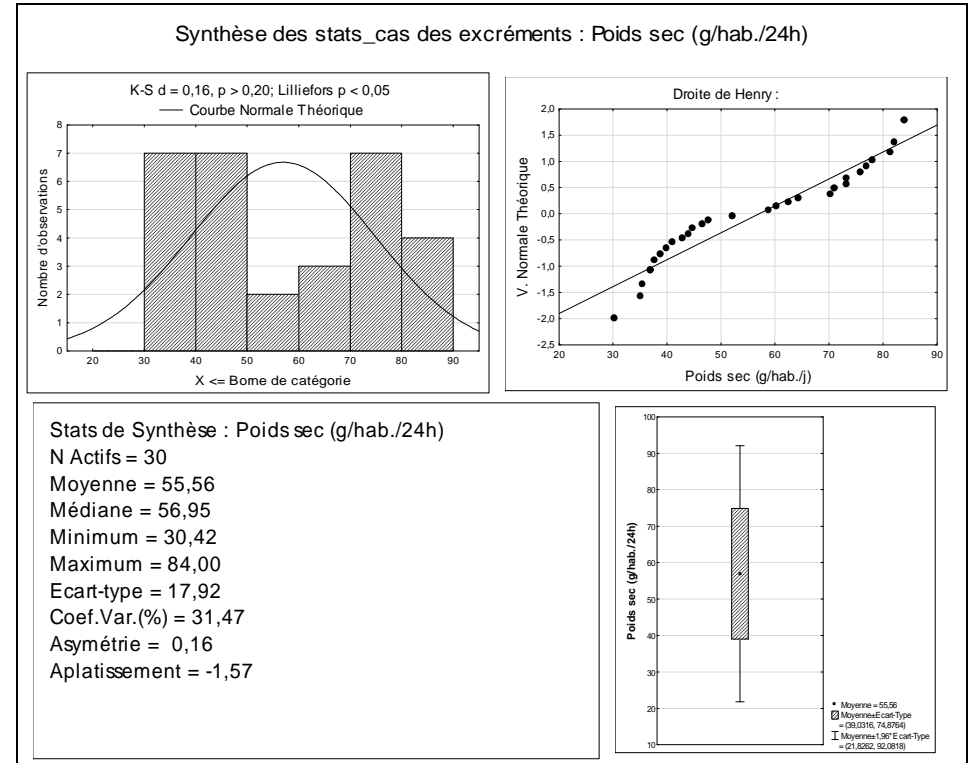 Synthèse des stats_cas des excréments : Poids sec (g/hab./24h)
K-S d = 0,16, p > 0,20; Lilliefors p < 0,05
Courbe Normale Théorique
8
7
6
5
4
3
2
1
0
Nombre d'observations
20 30 40 50 60 70 80 90
X <= Borne de catégorie
Droite de Henry :
2,0
1,5
1,0
0,5
0,0
-0,5
-1,0
-1,5
-2,0
-2,5
V. Normale Théorique
20 30 40 50 60 70 80 90
Poids sec (g/hab./j)
Stats de Synthèse : Poids sec (g/hab./24h)
N Actifs = 30
Moyenne = 55,56
Médiane = 56,95
Minimum = 30,42
Maximum = 84,00
Ecart-type = 17,92
Coef.Var.(%) = 31,47
Asymétrie = 0,16
Aplatissement = -1,57
100
90
80
70
60
50
40
30
20
10
Poids sec (g/hab./24h)
Moyenne = 55,56
Moyenne±Ecart-Type
= (39,0316, 74,8764)
Moyenne±1,96*Ecart-Type
= (21,8262, 92,0818)